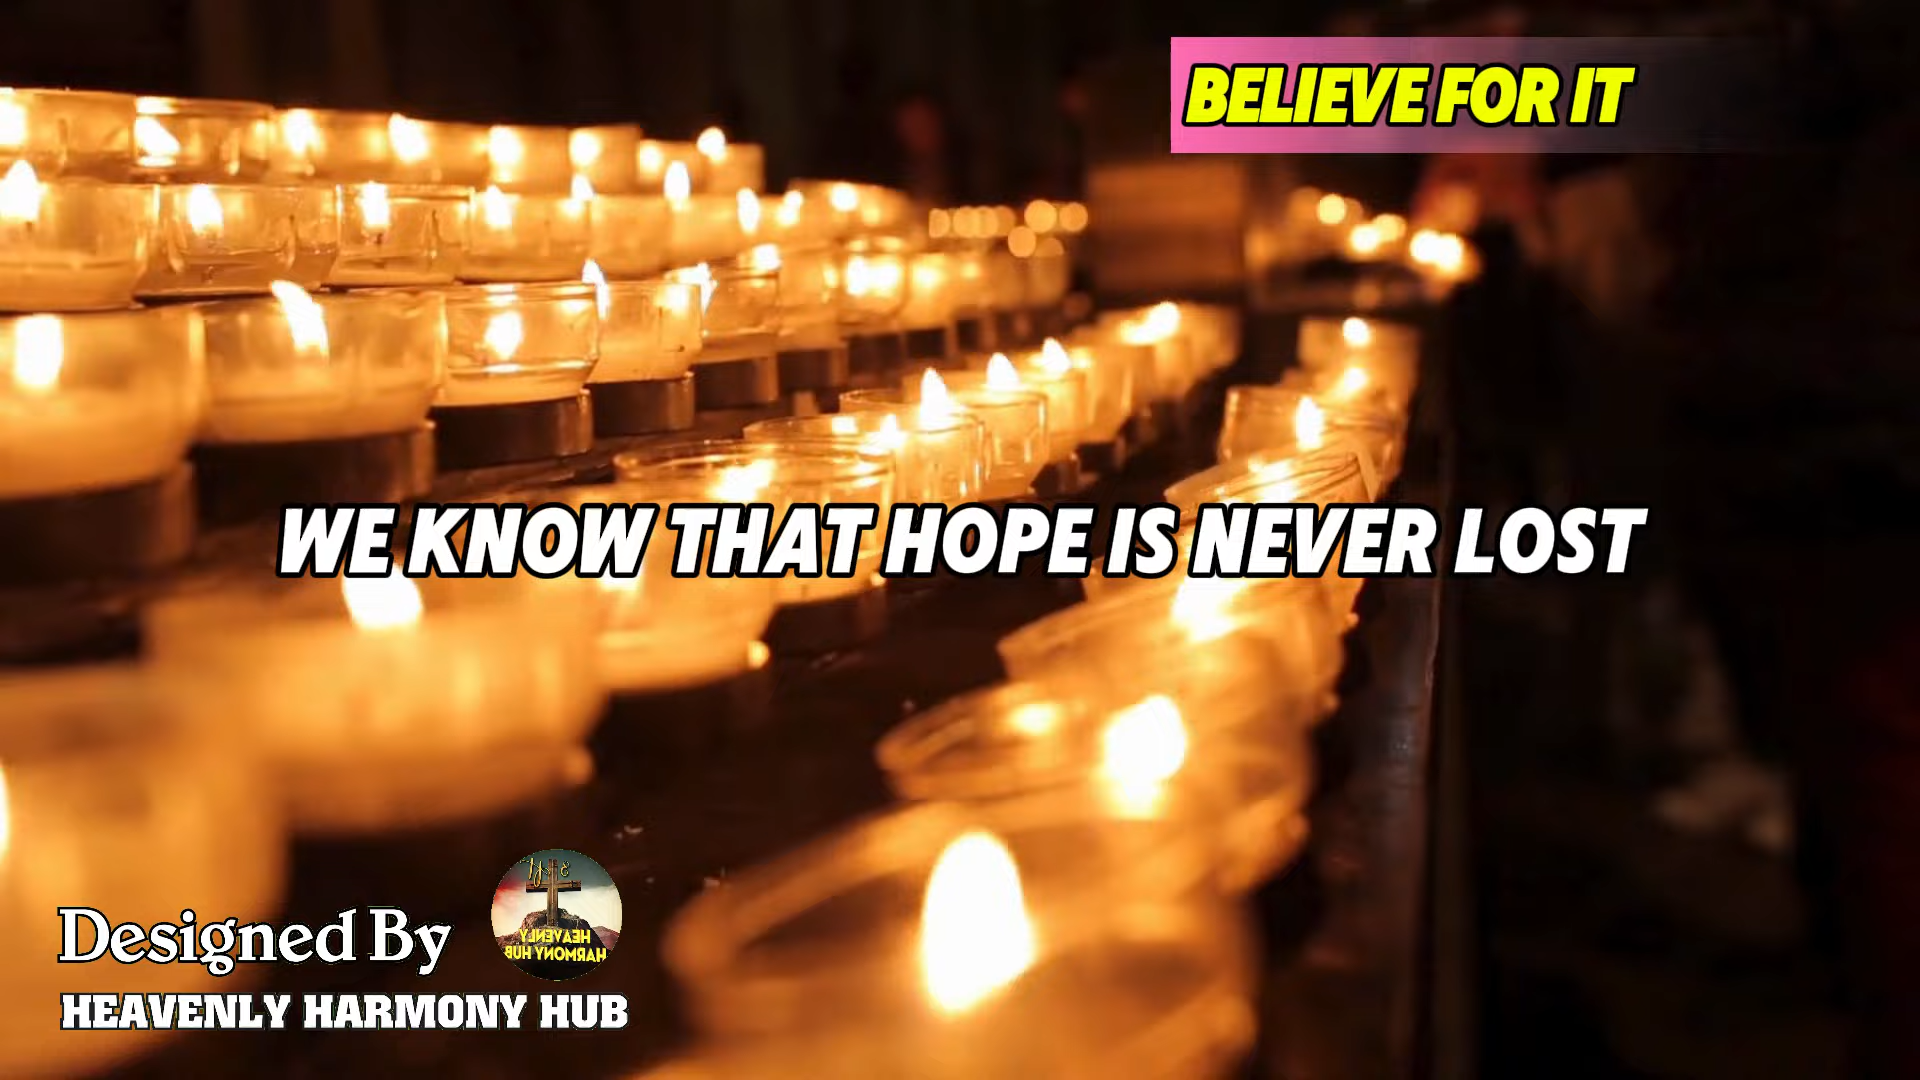 BELIEVE FOR IT
WE KNOW THAT HOPE IS NEVER LOST
Designed By
HEAVENLY
HARMONY HUB
HEAVENLY HARMONY HUB